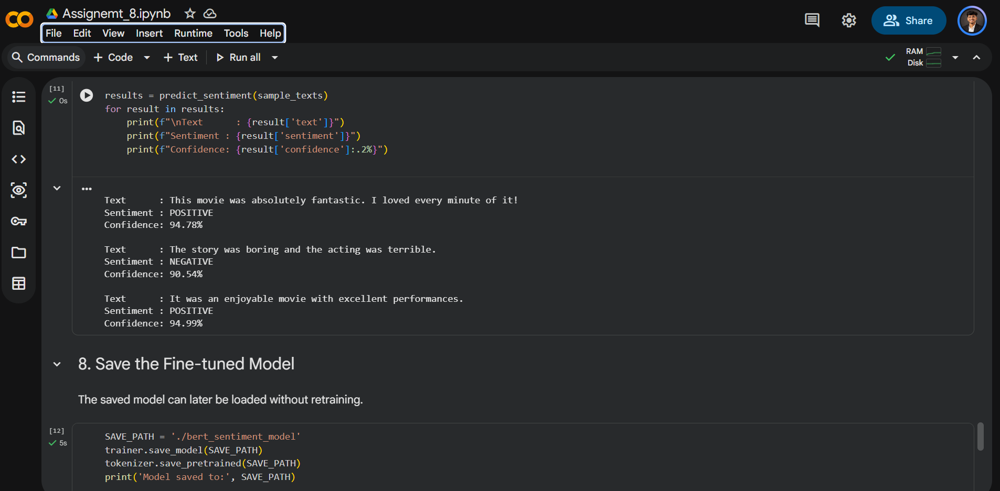 Assignemt_8.ipynb
File Edit View Insert Runtime Tools Help
Share
Commands + Code + Text Run all
RAM
Disk
[11]
0s
results = predict_sentiment(sample_texts)
for result in results:
    print(f"\nText      : {result['text']}")
    print(f"Sentiment : {result['sentiment']}")
    print(f"Confidence: {result['confidence']:.2%}")
Text      : This movie was absolutely fantastic. I loved every minute of it!
Sentiment : POSITIVE
Confidence: 94.78%
Text      : The story was boring and the acting was terrible.
Sentiment : NEGATIVE
Confidence: 90.54%
Text      : It was an enjoyable movie with excellent performances.
Sentiment : POSITIVE
Confidence: 94.99%
8. Save the Fine-tuned Model
The saved model can later be loaded without retraining.
[12]
5s
SAVE_PATH = './bert_sentiment_model'
trainer.save_model(SAVE_PATH)
tokenizer.save_pretrained(SAVE_PATH)
print('Model saved to:', SAVE_PATH)